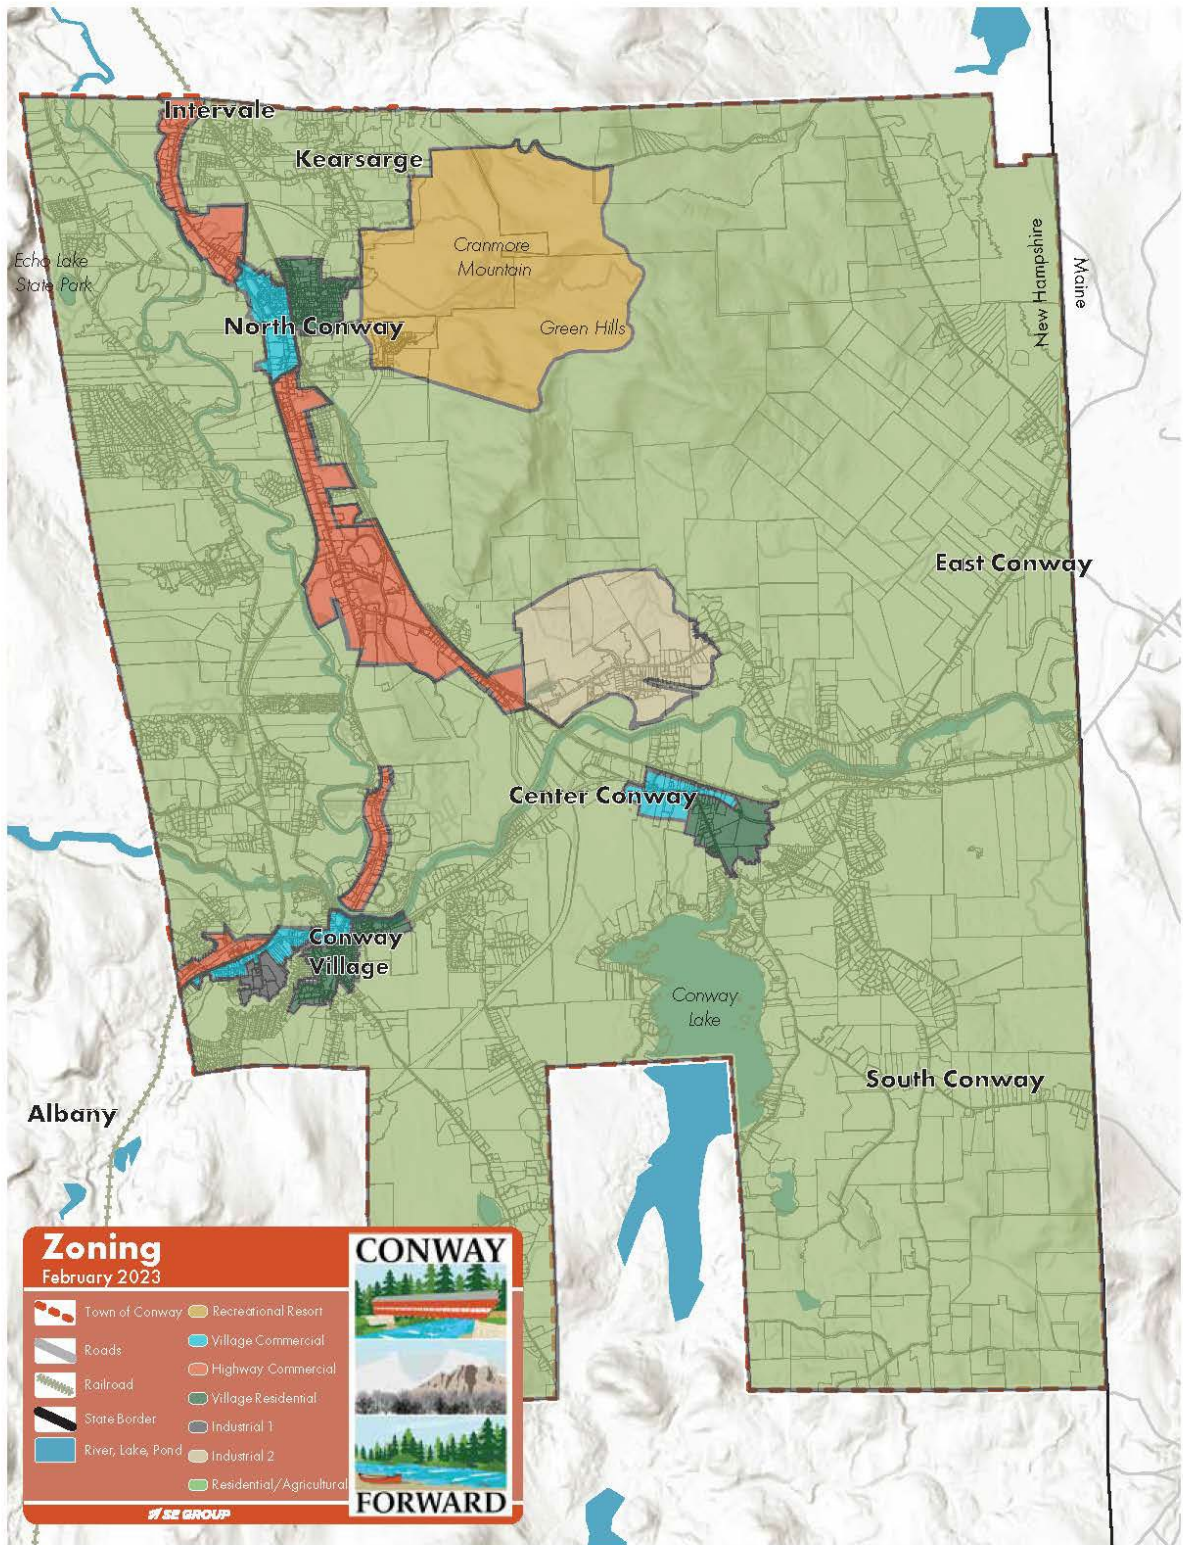 Intervale
Kearsarge
Cranmore
Mountain
Echo Lake
State Park
Green Hills
North Conway
New Hampshire
Maine
East Conway
Center Conway
Conway
Village
Conway
Lake
South Conway
Albany
Zoning
February 2023
Town of Conway
Roads
Railroad
State Border
River, Lake, Pond
Recreational Resort
Village Commercial
Highway Commercial
Village Residential
Industrial 1
Industrial 2
Residential/Agricultural
SE GROUP
CONWAY
FORWARD